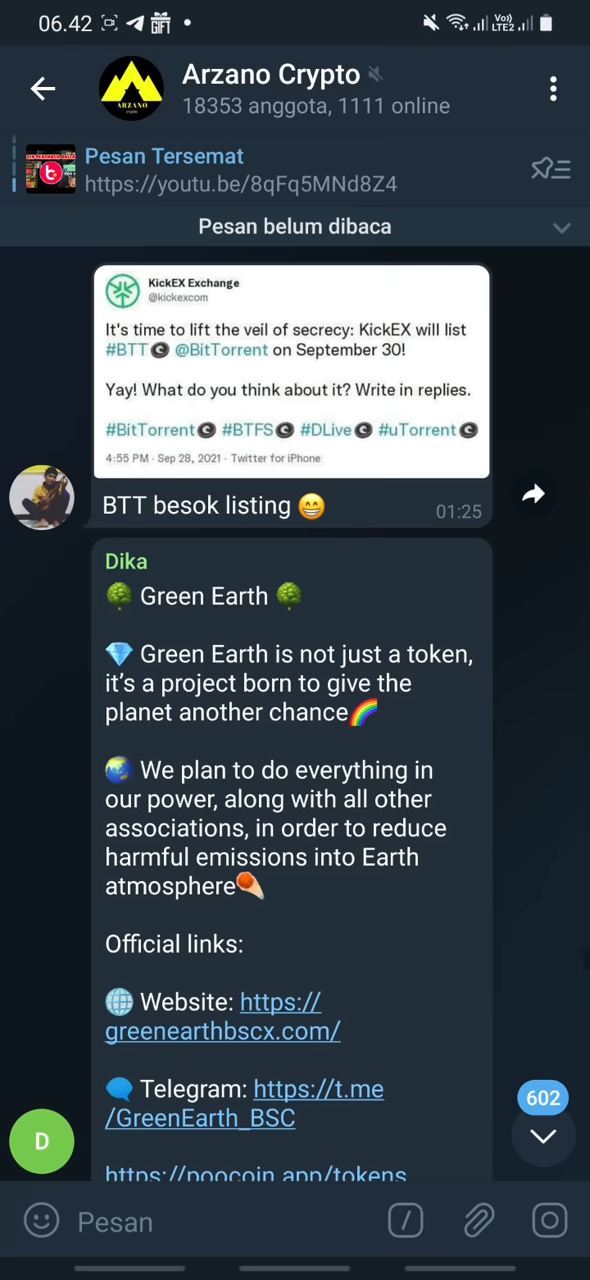 06.42 GIFT Vo)) LTE2
Arzano Crypto
18353 anggota, 1111 online
ARZANO
crypto
Pesan Tersemat
https://youtu.be/8qFq5MNd8Z4
Pesan belum dibaca
KickEX Exchange
@kickexcom
It's time to lift the veil of secrecy: KickEX will list
#BTT @BitTorrent on September 30!
Yay! What do you think about it? Write in replies.
#BitTorrent #BTFS #DLive #uTorrent
4:55 PM · Sep 28, 2021 · Twitter for iPhone
BTT besok listing 😁 01:25
Dika
🌳 Green Earth 🌳
💎 Green Earth is not just a token,
it's a project born to give the
planet another chance🌈
🌏 We plan to do everything in
our power, along with all other
associations, in order to reduce
harmful emissions into Earth
atmosphere☄️
Official links:
🌐 Website: https://
greenearthbscx.com/
🗨 Telegram: https://t.me
/GreenEarth_BSC
https://poocoin.app/tokens
D
602
Pesan